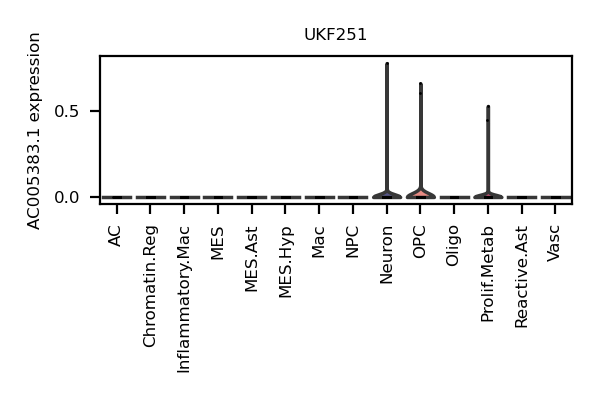 UKF251
AC005383.1 expression
0.5
0.0
AC
Chromatin.Reg
Inflammatory.Mac
MES
MES.Ast
MES.Hyp
Mac
NPC
Neuron
OPC
Oligo
Prolif.Metab
Reactive.Ast
Vasc